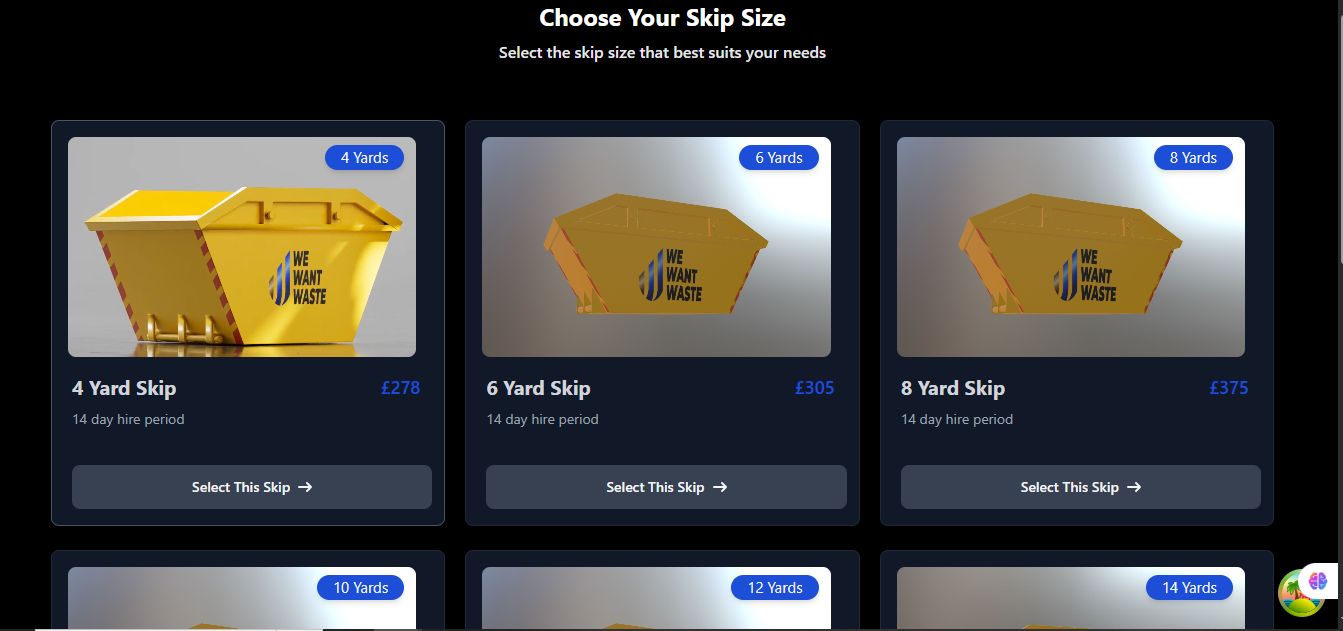 Choose Your Skip Size
Select the skip size that best suits your needs
4 Yards
WE
WANT
WASTE
4 Yard Skip
£278
14 day hire period
Select This Skip →
6 Yards
WE
WANT
WASTE
6 Yard Skip
£305
14 day hire period
Select This Skip →
8 Yards
WE
WANT
WASTE
8 Yard Skip
£375
14 day hire period
Select This Skip →
10 Yards
12 Yards
14 Yards